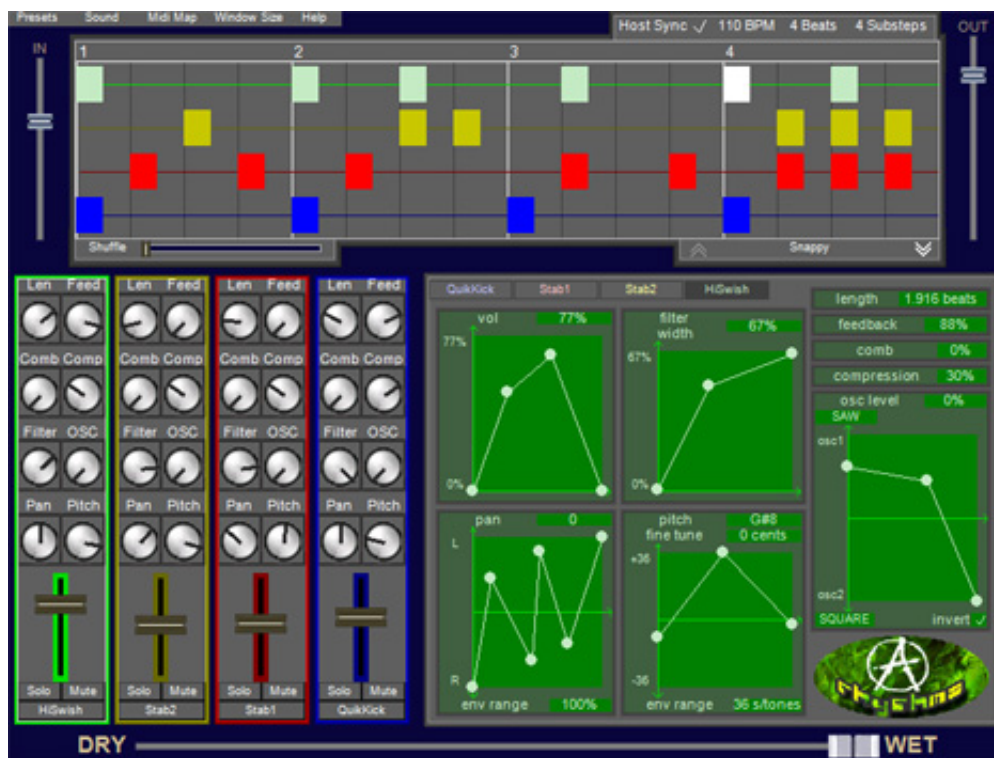 Presets Sound Midi Map Window Size Help
Host Sync ✓ 110 BPM 4 Beats 4 Substeps
IN
OUT
1 2 3 4
Shuffle
Snappy
Len Feed Len Feed Len Feed Len Feed
Comb Comp Comb Comp Comb Comp Comb Comp
Filter OSC Filter OSC Filter OSC Filter OSC
Pan Pitch Pan Pitch Pan Pitch Pan Pitch
Solo Mute Solo Mute Solo Mute Solo Mute
HiSwish Stab2 Stab1 QuikKick
QuikKick Stab1 Stab2 HiSwish
vol 77%
77%
0%
filter width 67%
67%
0%
pan 0
L
R
env range 100%
pitch G#8
fine tune 0 cents
+36
-36
env range 36 s/tones
length 1.916 beats
feedback 88%
comb 0%
compression 30%
osc level 0%
SAW
osc1
osc2
SQUARE invert ✓
DRY WET